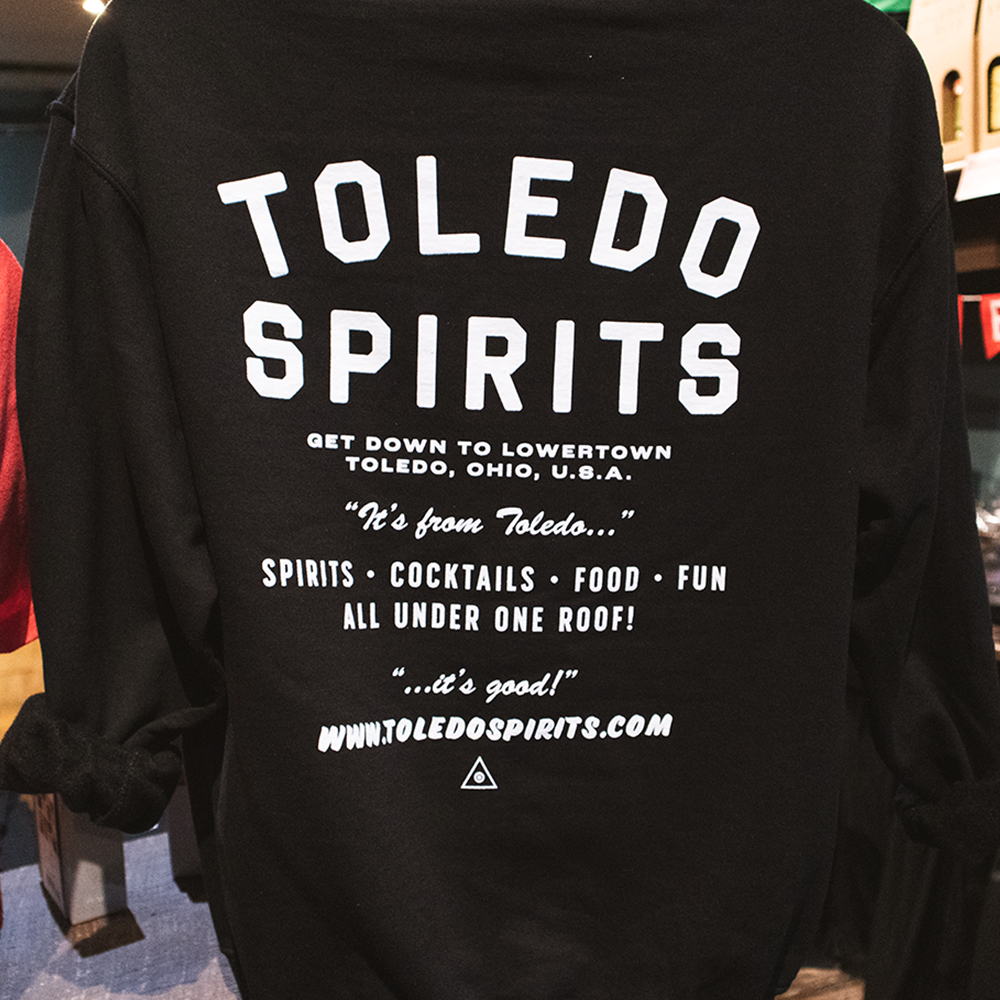 TOLEDO
SPIRITS
GET DOWN TO LOWERTOWN
TOLEDO, OHIO, U.S.A.
“It's from Toledo...”
SPIRITS • COCKTAILS • FOOD • FUN
ALL UNDER ONE ROOF!
“...it's good!”
WWW.TOLEDOSPIRITS.COM